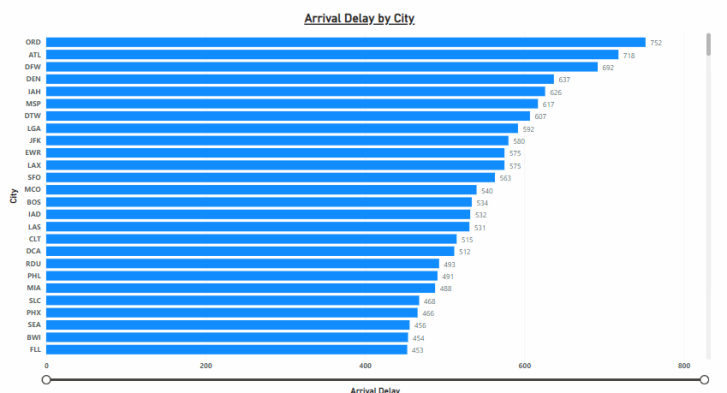 Arrival Delay by City
City
ORD 752
ATL 718
DFW 692
DEN 637
IAH 626
MSP 617
DTW 607
LGA 592
JFK 580
EWR 575
LAX 575
SFO 563
MCO 540
BOS 534
IAD 532
LAS 531
CLT 515
DCA 512
RDU 493
PHL 491
MIA 488
SLC 468
PHX 466
SEA 456
BWI 454
FLL 453
0 200 400 600 800
Arrival Delay